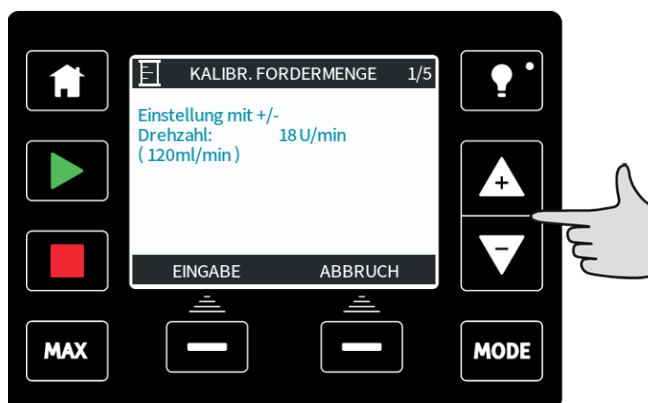 KALIBR. FORDERMENGE 1/5
Einstellung mit +/-
Drehzahl: 18 U/min
( 120ml/min )
+
−
EINGABE ABBRUCH
MAX
MODE